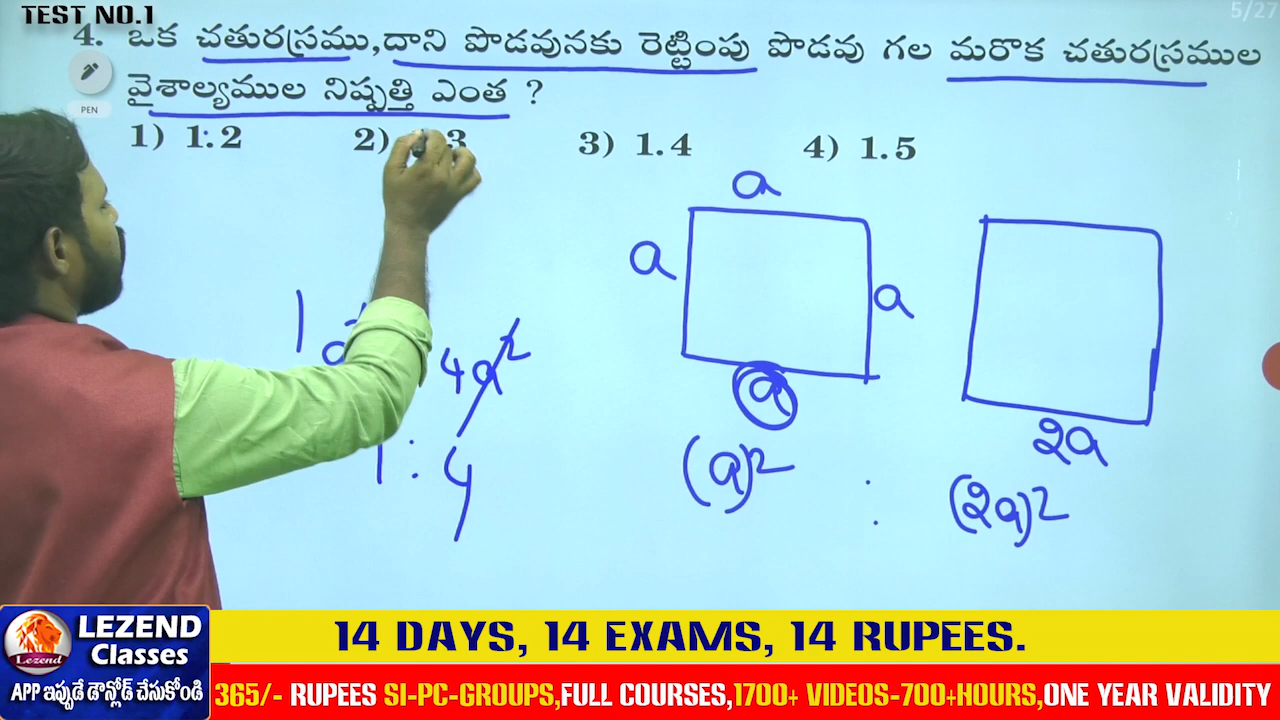 TEST NO.1
5/27
4. ఒక చతురస్రము,దాని పొడవునకు రెట్టింపు పొడవు గల మరొక చతురస్రముల
వైశాల్యముల నిష్పత్తి ఎంత ?
PEN
1) 1:2 2) 3 3) 1.4 4) 1.5
a
a
a
a
2a
(a)² : (2a)²
4a²
1 : 4
LEZEND
Classes
Lezend
APP ఇప్పుడే డౌన్లోడ్ చేసుకోండి
14 DAYS, 14 EXAMS, 14 RUPEES.
365/- RUPEES SI-PC-GROUPS,FULL COURSES,1700+ VIDEOS-700+HOURS,ONE YEAR VALIDITY